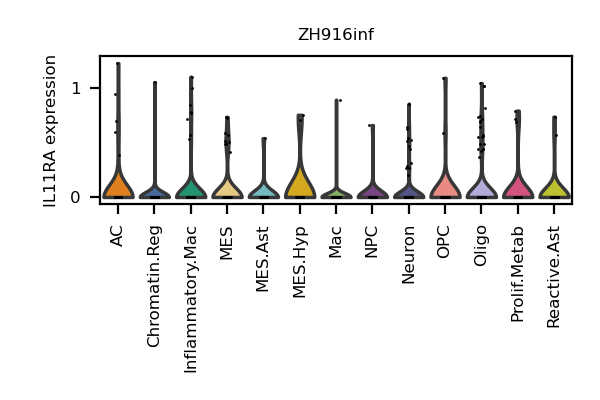 ZH916inf
IL11RA expression
1
0
AC
Chromatin.Reg
Inflammatory.Mac
MES
MES.Ast
MES.Hyp
Mac
NPC
Neuron
OPC
Oligo
Prolif.Metab
Reactive.Ast